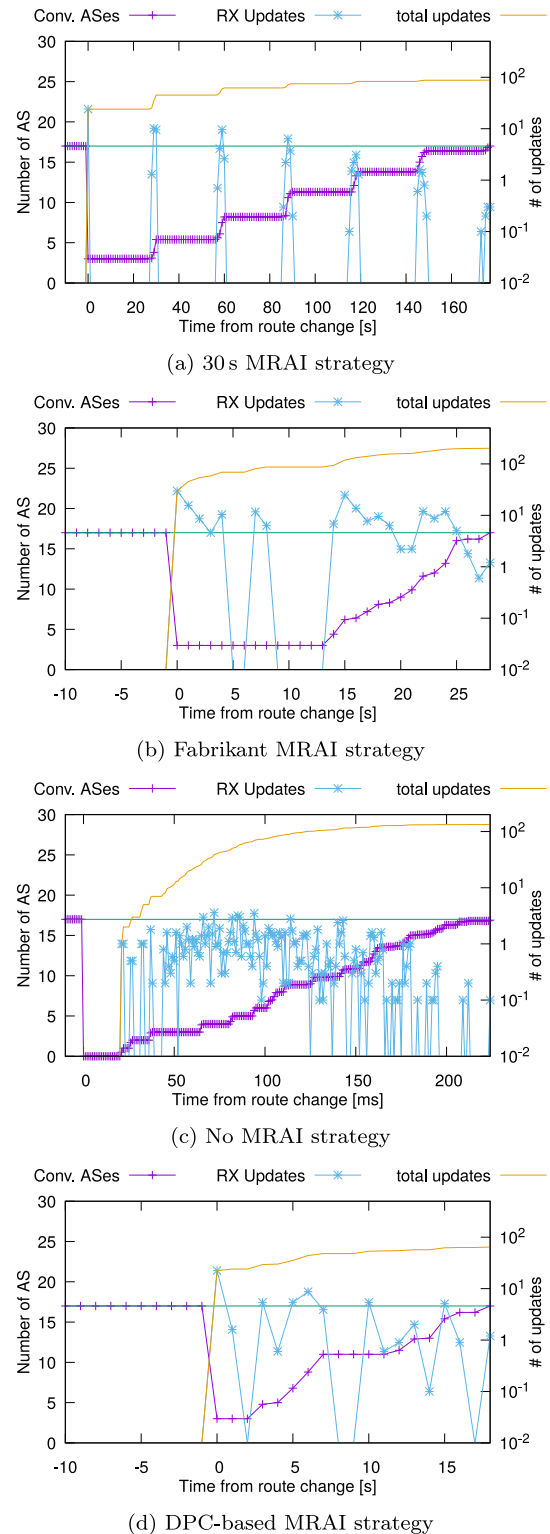 Conv. ASes RX Updates total updates
30
25
20
15
10
5
0
Number of AS
10^2
10^1
1
10^-1
10^-2
# of updates
0 20 40 60 80 100 120 140 160
Time from route change [s]
(a) 30 s MRAI strategy
Conv. ASes RX Updates total updates
30
25
20
15
10
5
0
Number of AS
10^2
10^1
1
10^-1
10^-2
# of updates
-10 -5 0 5 10 15 20 25
Time from route change [s]
(b) Fabrikant MRAI strategy
Conv. ASes RX Updates total updates
30
25
20
15
10
5
0
Number of AS
10^2
10^1
1
10^-1
10^-2
# of updates
0 50 100 150 200
Time from route change [ms]
(c) No MRAI strategy
Conv. ASes RX Updates total updates
30
25
20
15
10
5
0
Number of AS
10^2
10^1
1
10^-1
10^-2
# of updates
-10 -5 0 5 10 15
Time from route change [s]
(d) DPC-based MRAI strategy